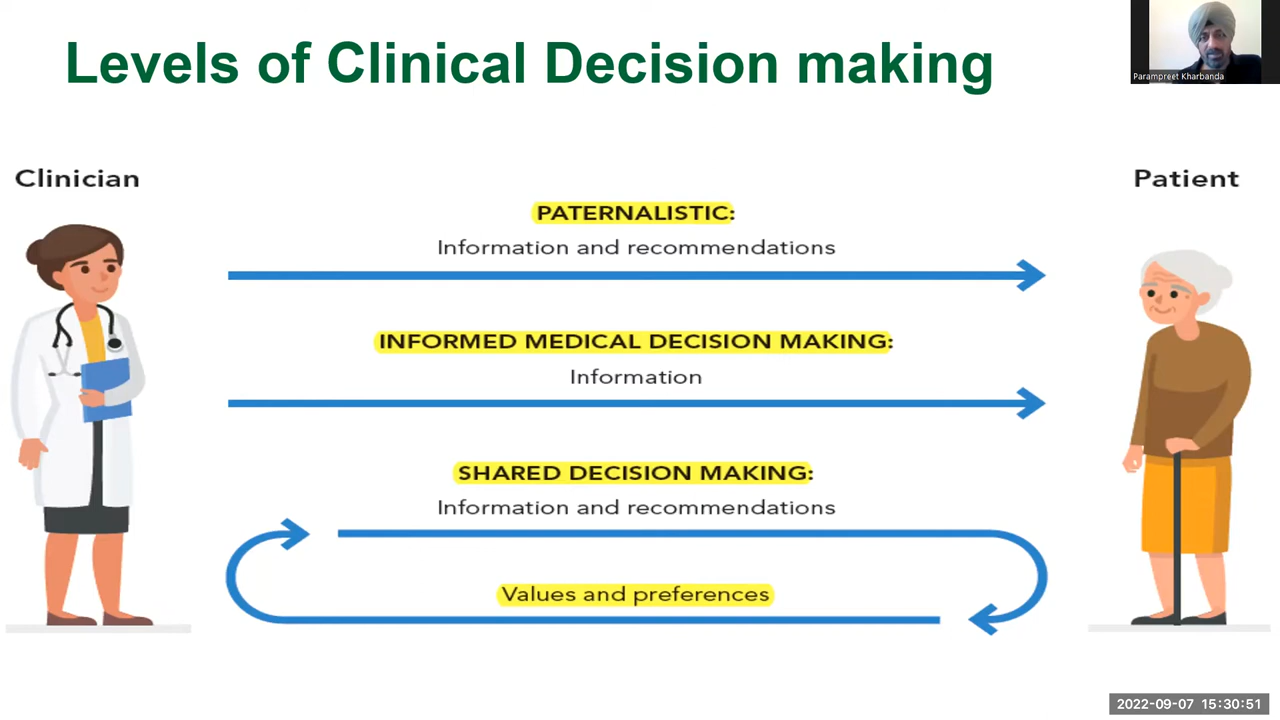 Levels of Clinical Decision making
Parampreet Kharbanda
Clinician
Patient
PATERNALISTIC:
Information and recommendations
INFORMED MEDICAL DECISION MAKING:
Information
SHARED DECISION MAKING:
Information and recommendations
Values and preferences
2022-09-07 15:30:51